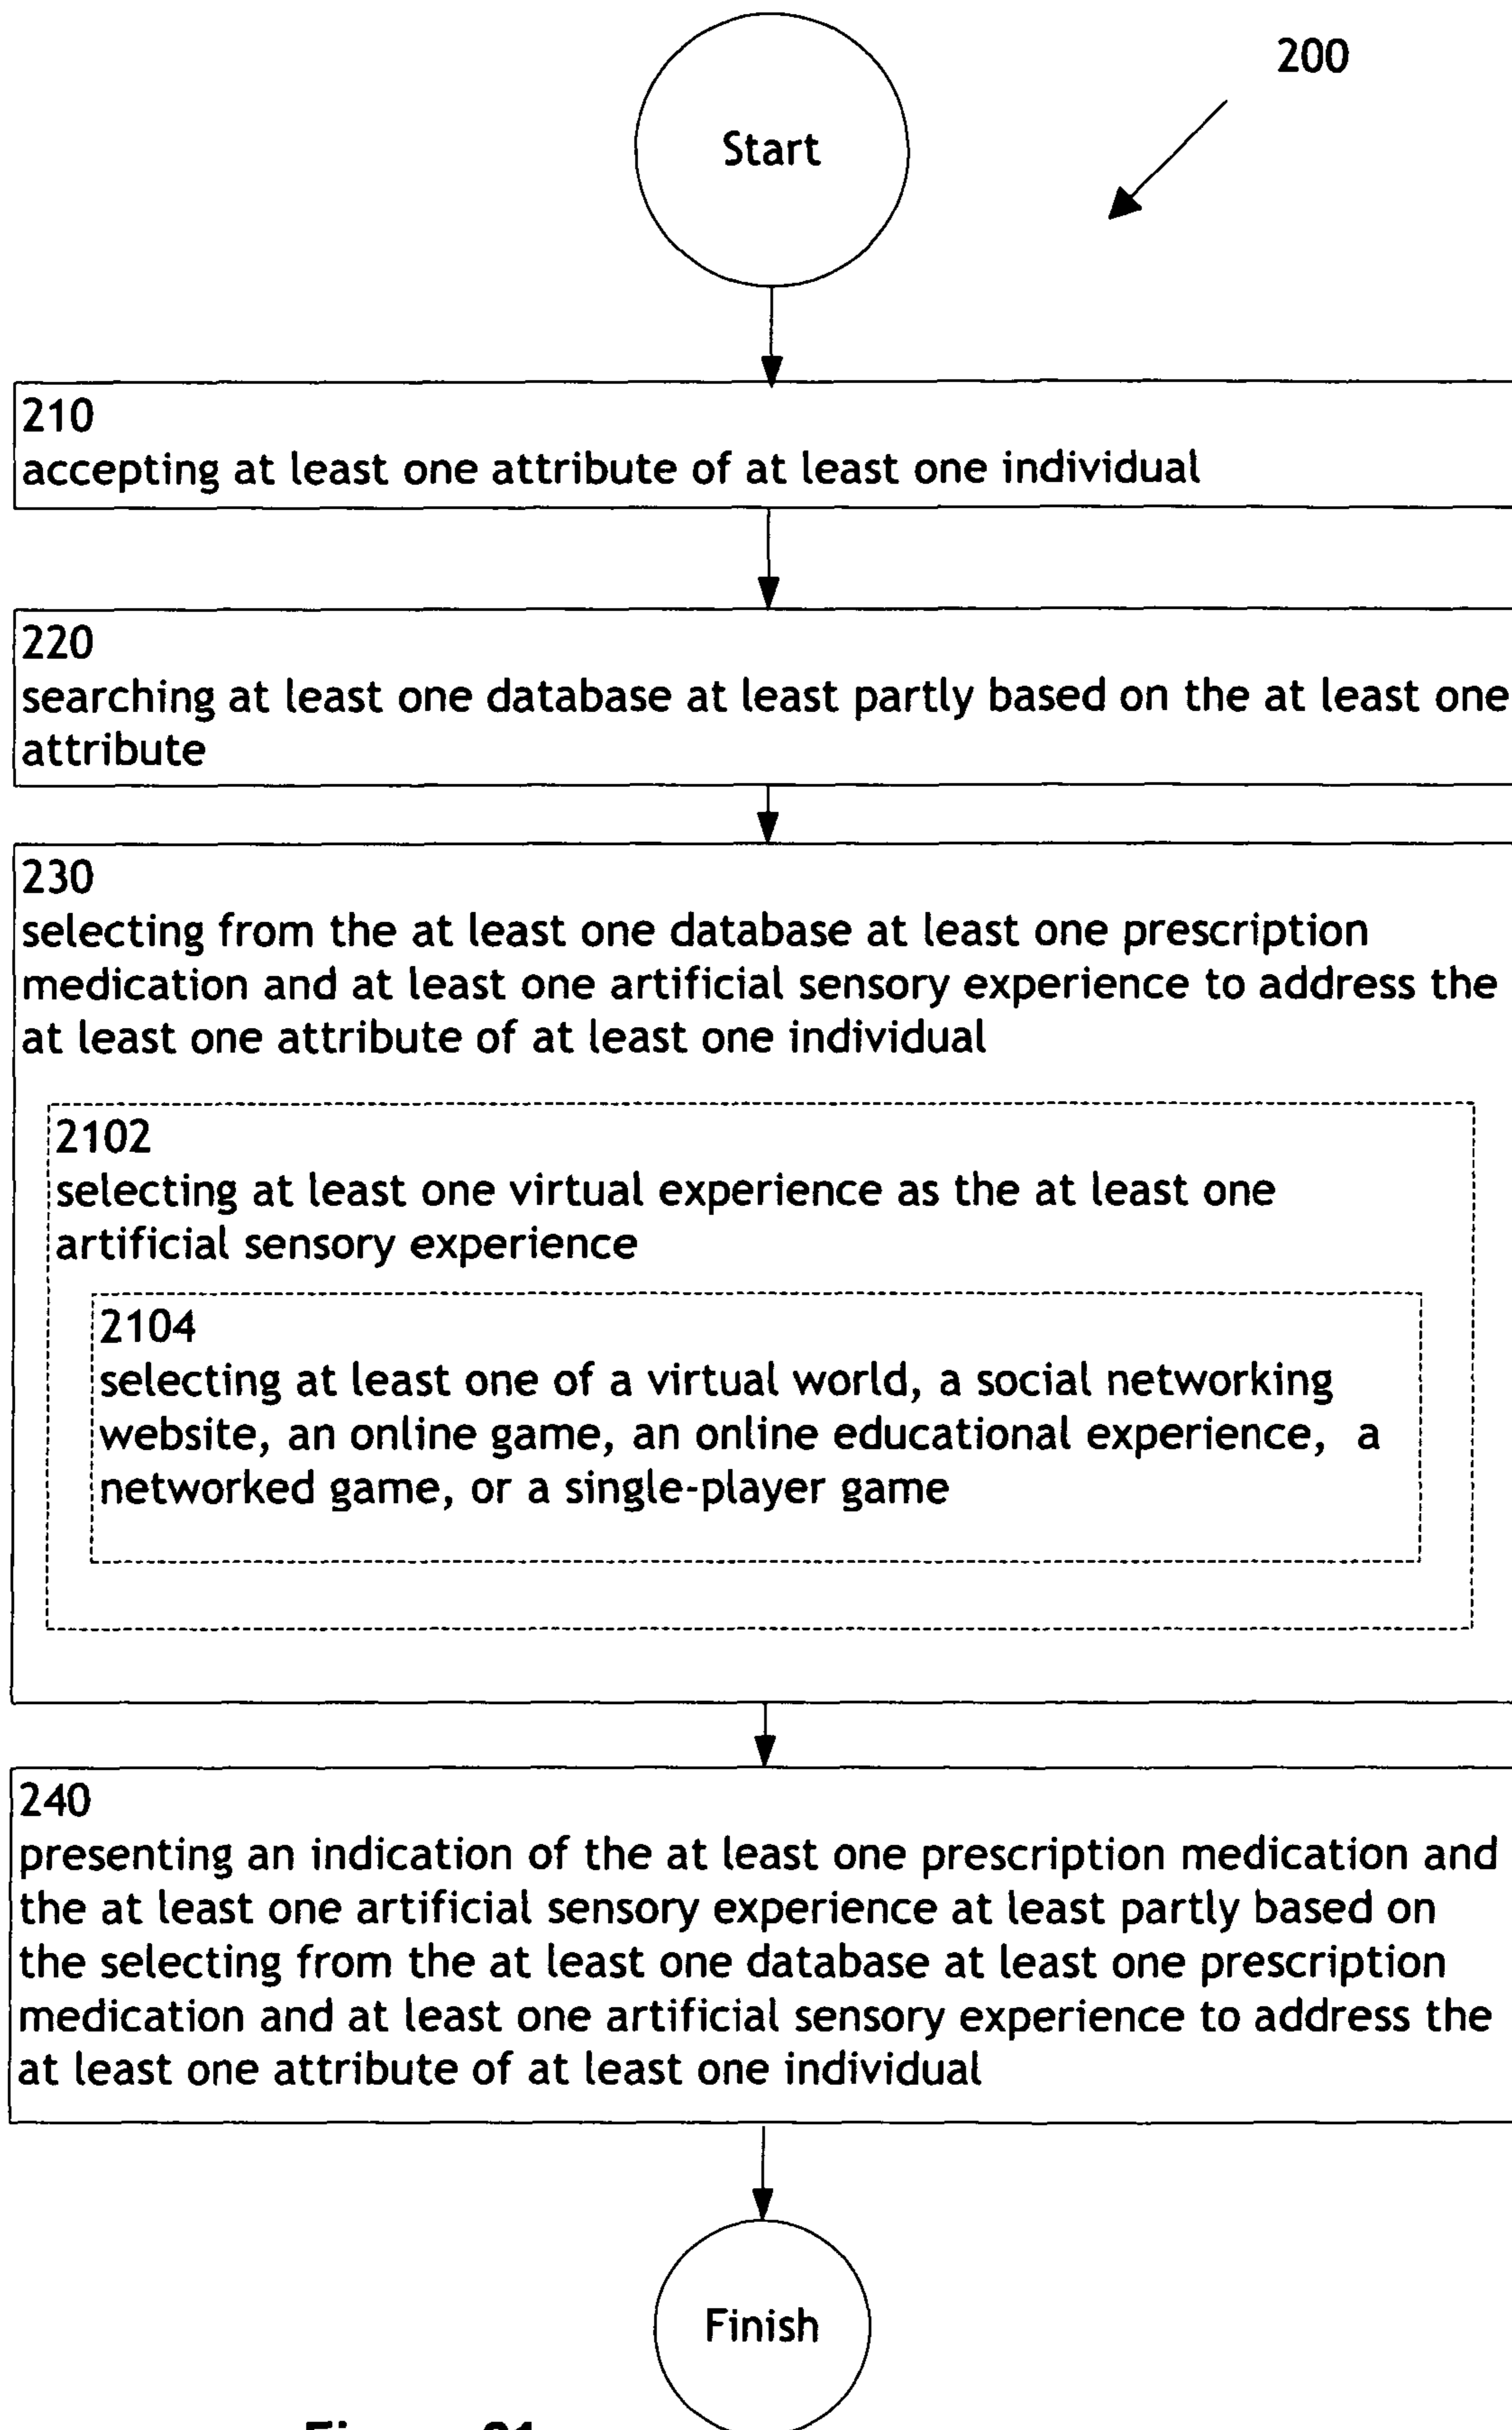 200
Start
210
accepting at least one attribute of at least one individual
220
searching at least one database at least partly based on the at least one
attribute
230
selecting from the at least one database at least one prescription
medication and at least one artificial sensory experience to address the
at least one attribute of at least one individual
2102
selecting at least one virtual experience as the at least one
artificial sensory experience
2104
selecting at least one of a virtual world, a social networking
website, an online game, an online educational experience, a
networked game, or a single-player game
240
presenting an indication of the at least one prescription medication and
the at least one artificial sensory experience at least partly based on
the selecting from the at least one database at least one prescription
medication and at least one artificial sensory experience to address the
at least one attribute of at least one individual
Finish